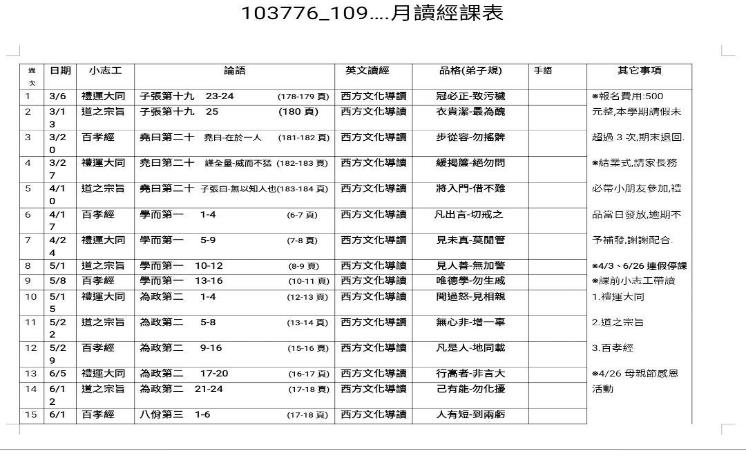 103776_109....月讀經課表
週次 日期 小志工 論語 英文讀經 品格(弟子規) 手語 其它事項
1 3/6 禮運大同 子張第十九 23-24 (178-179 頁) 西方文化導讀 冠必正-致污穢 *報名費用:500
2 3/13 道之宗旨 子張第十九 25 (180 頁) 西方文化導讀 衣貴潔-最為醜 元整,本學期請假未
3 3/20 百孝經 堯曰第二十 堯曰-在於一人 (181-182 頁) 西方文化導讀 步從容-勿搖髀 超過 3 次,期末退回.
4 3/27 禮運大同 堯曰第二十 謹全量-威而不猛 (182-183 頁) 西方文化導讀 緩揭簾-絕勿問 *結業式,請家長務
5 4/10 道之宗旨 堯曰第二十 子張曰-無以知人也(183-184 頁) 西方文化導讀 將入門-借不難 必帶小朋友參加,禮
6 4/17 百孝經 學而第一 1-4 (6-7 頁) 西方文化導讀 凡出言-切戒之 品當日發放,逾期不
7 4/24 禮運大同 學而第一 5-9 (7-8 頁) 西方文化導讀 見未真-莫閒管 予補發,謝謝配合.
8 5/1 道之宗旨 學而第一 10-12 (8-9 頁) 西方文化導讀 見人善-無加警 *4/3、6/26 連假停課
9 5/8 百孝經 學而第一 13-16 (10-11 頁) 西方文化導讀 唯德學-勿生戚 *課前小志工帶讀
10 5/15 禮運大同 為政第二 1-4 (12-13 頁) 西方文化導讀 聞過怒-見相親 1.禮運大同
11 5/22 道之宗旨 為政第二 5-8 (13-14 頁) 西方文化導讀 無心非-增一辜 2.道之宗旨
12 5/29 百孝經 為政第二 9-16 (15-16 頁) 西方文化導讀 凡是人-地同載 3.百孝經
13 6/5 禮運大同 為政第二 17-20 (16-17 頁) 西方文化導讀 行高者-非言大 *4/26 母親節感恩
14 6/12 道之宗旨 為政第二 21-24 (17-18 頁) 西方文化導讀 己有能-勿化擾 活動
15 6/1 百孝經 八佾第三 1-6 (17-18 頁) 西方文化導讀 人有短-到兩虧